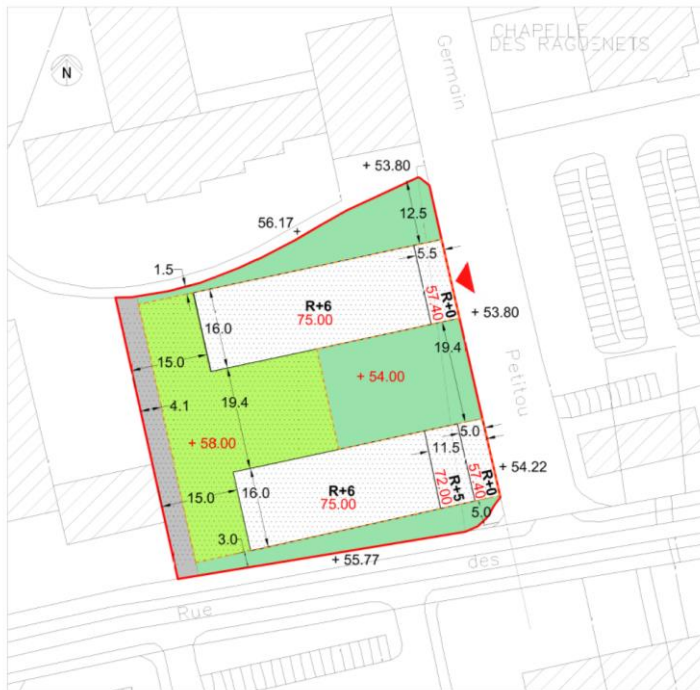 CHAPELLE
DES RAGUENETS
Germain
N
+ 53.80
12.5
56.17
+
5.5
1.5
R+6
75.00
R+0
57.40
+ 53.80
16.0
19.4
15.0
+ 54.00
Petitou
4.1
19.4
5.0
+ 58.00
11.5
+ 54.22
R+6
75.00
R+5
72.00
R+0
57.40
15.0
16.0
5.0
3.0
+ 55.77
des
Rue